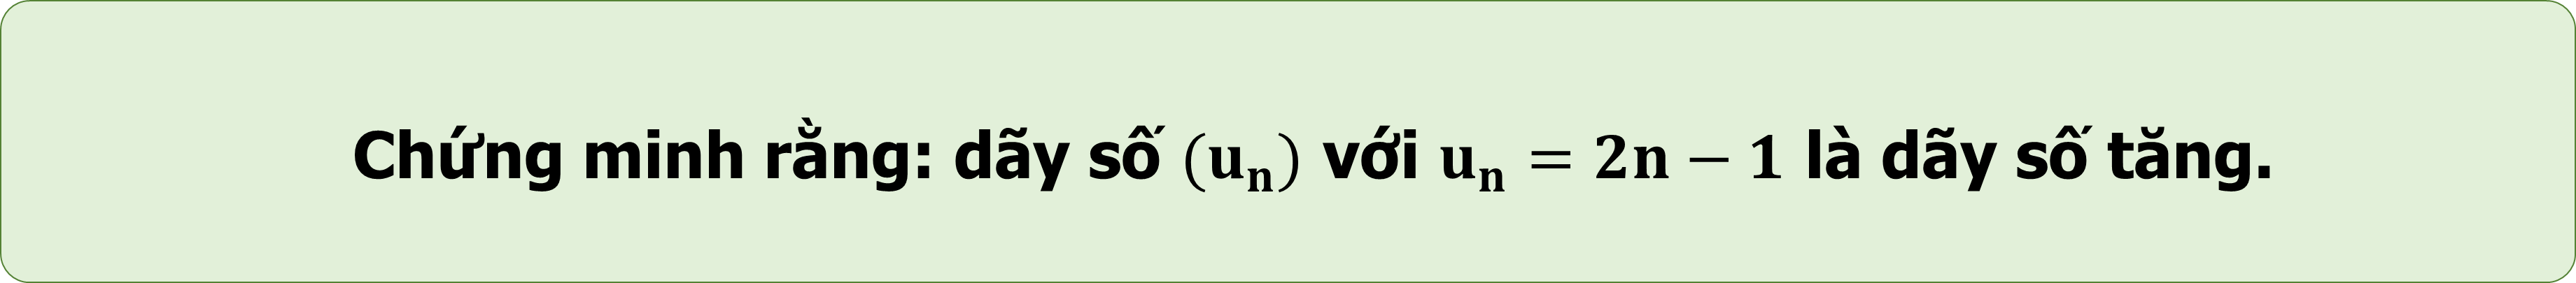 Chứng minh rằng: dãy số (uₙ) với uₙ = 2n − 1 là dãy số tăng.